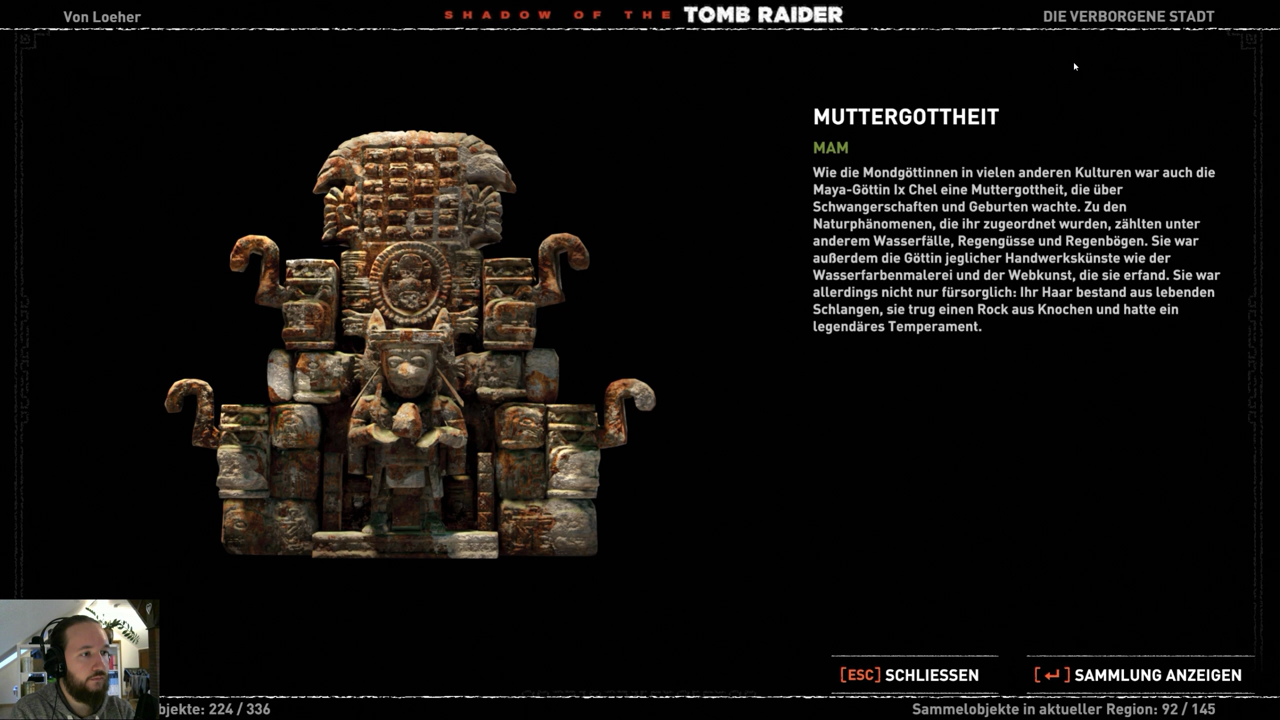 Von Loeher
SHADOW OF THE TOMB RAIDER
DIE VERBORGENE STADT
MUTTERGOTTHEIT
MAM
Wie die Mondgöttinnen in vielen anderen Kulturen war auch die
Maya-Göttin Ix Chel eine Muttergottheit, die über
Schwangerschaften und Geburten wachte. Zu den
Naturphänomenen, die ihr zugeordnet wurden, zählten unter
anderem Wasserfälle, Regengüsse und Regenbögen. Sie war
außerdem die Göttin jeglicher Handwerkskünste wie der
Wasserfarbenmalerei und der Webkunst, die sie erfand. Sie war
allerdings nicht nur fürsorglich: Ihr Haar bestand aus lebenden
Schlangen, sie trug einen Rock aus Knochen und hatte ein
legendäres Temperament.
[ESC] SCHLIESSEN
[↵] SAMMLUNG ANZEIGEN
bjekte: 224 / 336
Sammelobjekte in aktueller Region: 92 / 145